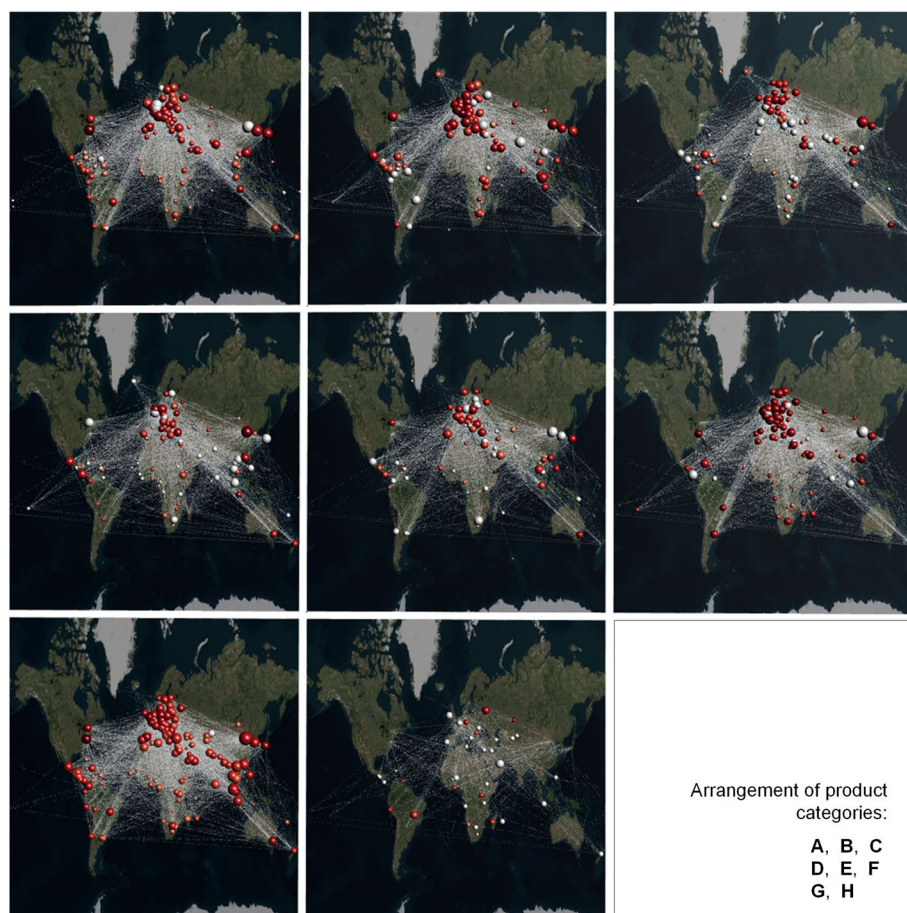 Arrangement of product
categories:
A, B, C
D, E, F
G, H